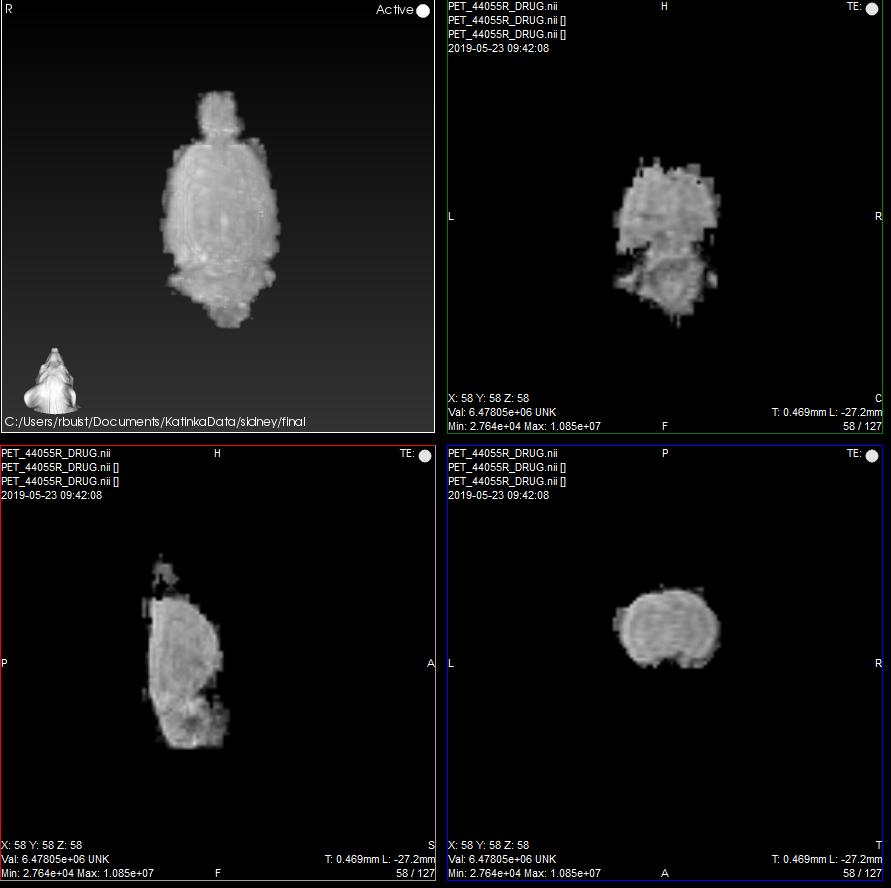 R
Active
C:/Users/rbuist/Documents/KatinkaData/sidney/final
PET_44055R_DRUG.nii H TE:
PET_44055R_DRUG.nii []
PET_44055R_DRUG.nii []
2019-05-23 09:42:08
L R
X: 58 Y: 58 Z: 58 C
Val: 6.47805e+06 UNK T: 0.469mm L: -27.2mm
Min: 2.764e+04 Max: 1.085e+07 F 58 / 127
PET_44055R_DRUG.nii H TE:
PET_44055R_DRUG.nii []
PET_44055R_DRUG.nii []
2019-05-23 09:42:08
P A
X: 58 Y: 58 Z: 58 S
Val: 6.47805e+06 UNK T: 0.469mm L: -27.2mm
Min: 2.764e+04 Max: 1.085e+07 F 58 / 127
PET_44055R_DRUG.nii P TE:
PET_44055R_DRUG.nii []
PET_44055R_DRUG.nii []
2019-05-23 09:42:08
L R
X: 58 Y: 58 Z: 58 T
Val: 6.47805e+06 UNK T: 0.469mm L: -27.2mm
Min: 2.764e+04 Max: 1.085e+07 A 58 / 127